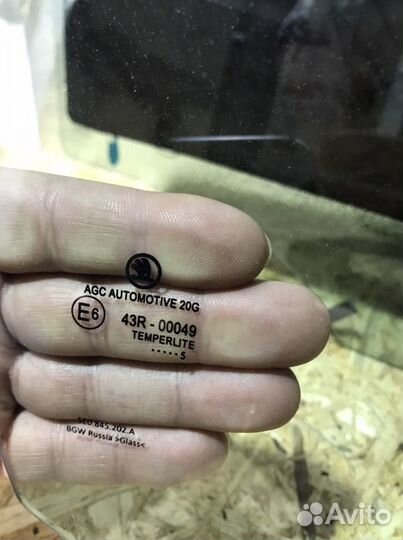 AGC AUTOMOTIVE 20G
E6 43R - 00049
TEMPERLITE
.....5
5E0.845.202.A
BGW Russia >Glass<
Avito